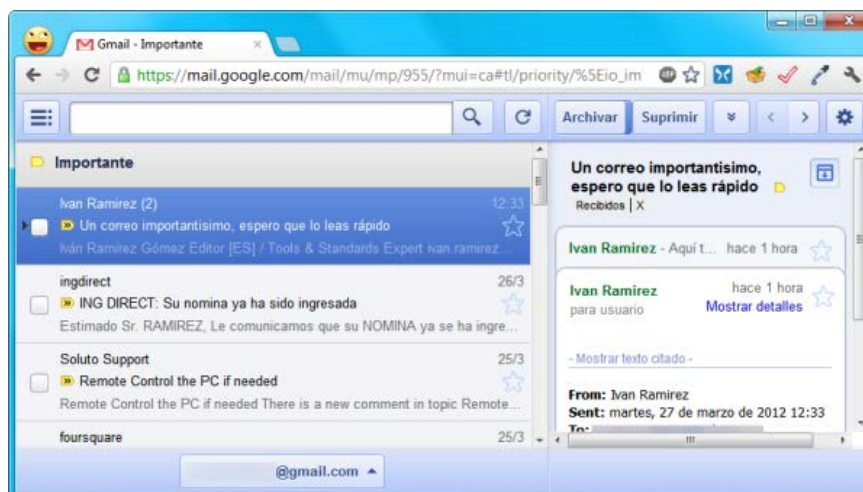 Gmail - Importante
https://mail.google.com/mail/mu/mp/955/?mui=ca#tl/priority/%5Eio_im
Archivar Suprimir
Importante
Ivan Ramirez (2) 12:33
Un correo importantisimo, espero que lo leas rápido
Iván Ramírez Gómez Editor [ES] / Tools & Standards Expert ivan.ramirez...
ingdirect 26/3
ING DIRECT: Su nomina ya ha sido ingresada
Estimado Sr. RAMIREZ, Le comunicamos que su NOMINA ya se ha ingre...
Soluto Support 25/3
Remote Control the PC if needed
Remote Control the PC if needed There is a new comment in topic Remote...
foursquare 25/3
Un correo importantisimo,
espero que lo leas rápido
Recibidos | X
Ivan Ramirez - Aquí t... hace 1 hora
Ivan Ramirez hace 1 hora
para usuario Mostrar detalles
- Mostrar texto citado -
From: Ivan Ramirez
Sent: martes, 27 de marzo de 2012 12:33
To:
@gmail.com